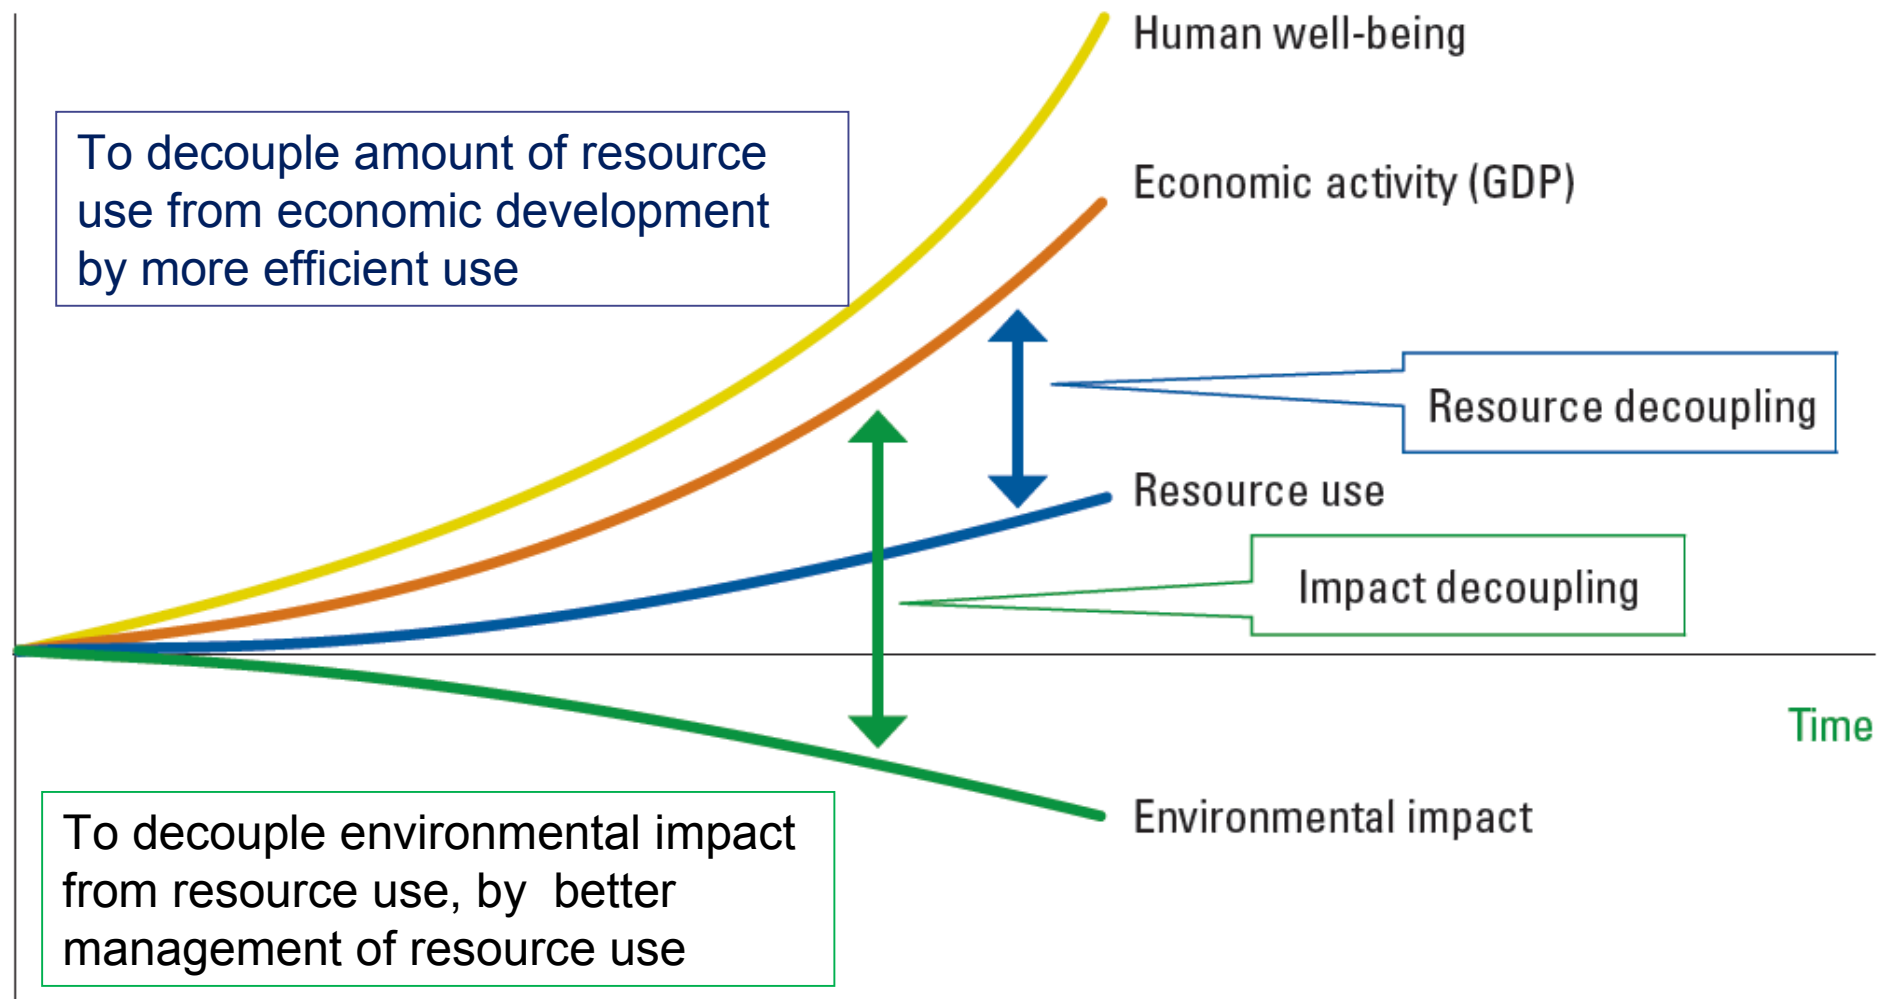 Human well-being
To decouple amount of resource
use from economic development
by more efficient use
Economic activity (GDP)
Resource decoupling
Resource use
Impact decoupling
Time
To decouple environmental impact
from resource use, by  better
management of resource use
Environmental impact